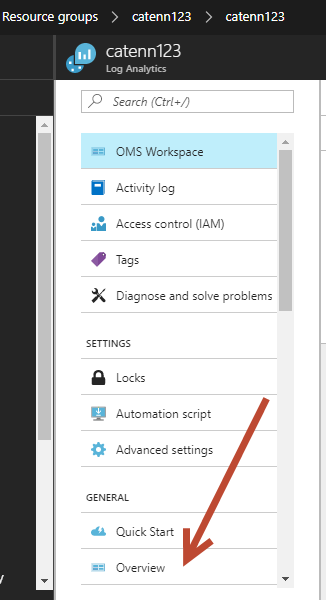 Resource groups > catenn123 > catenn123
catenn123
Log Analytics
Search (Ctrl+/)
OMS Workspace
Activity log
Access control (IAM)
Tags
Diagnose and solve problems
SETTINGS
Locks
Automation script
Advanced settings
GENERAL
Quick Start
Overview